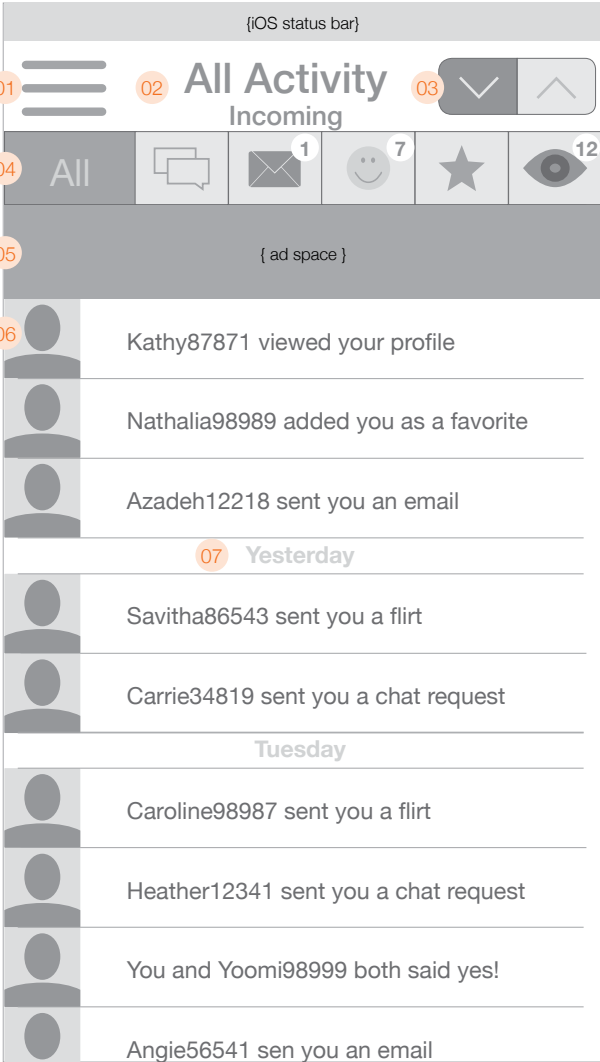 {iOS status bar}
01
02 All Activity 03
Incoming
04 All 1 7 12
05 { ad space }
06
Kathy87871 viewed your profile
Nathalia98989 added you as a favorite
Azadeh12218 sent you an email
07 Yesterday
Savitha86543 sent you a flirt
Carrie34819 sent you a chat request
Tuesday
Caroline98987 sent you a flirt
Heather12341 sent you a chat request
You and Yoomi98999 both said yes!
Angie56541 sen you an email